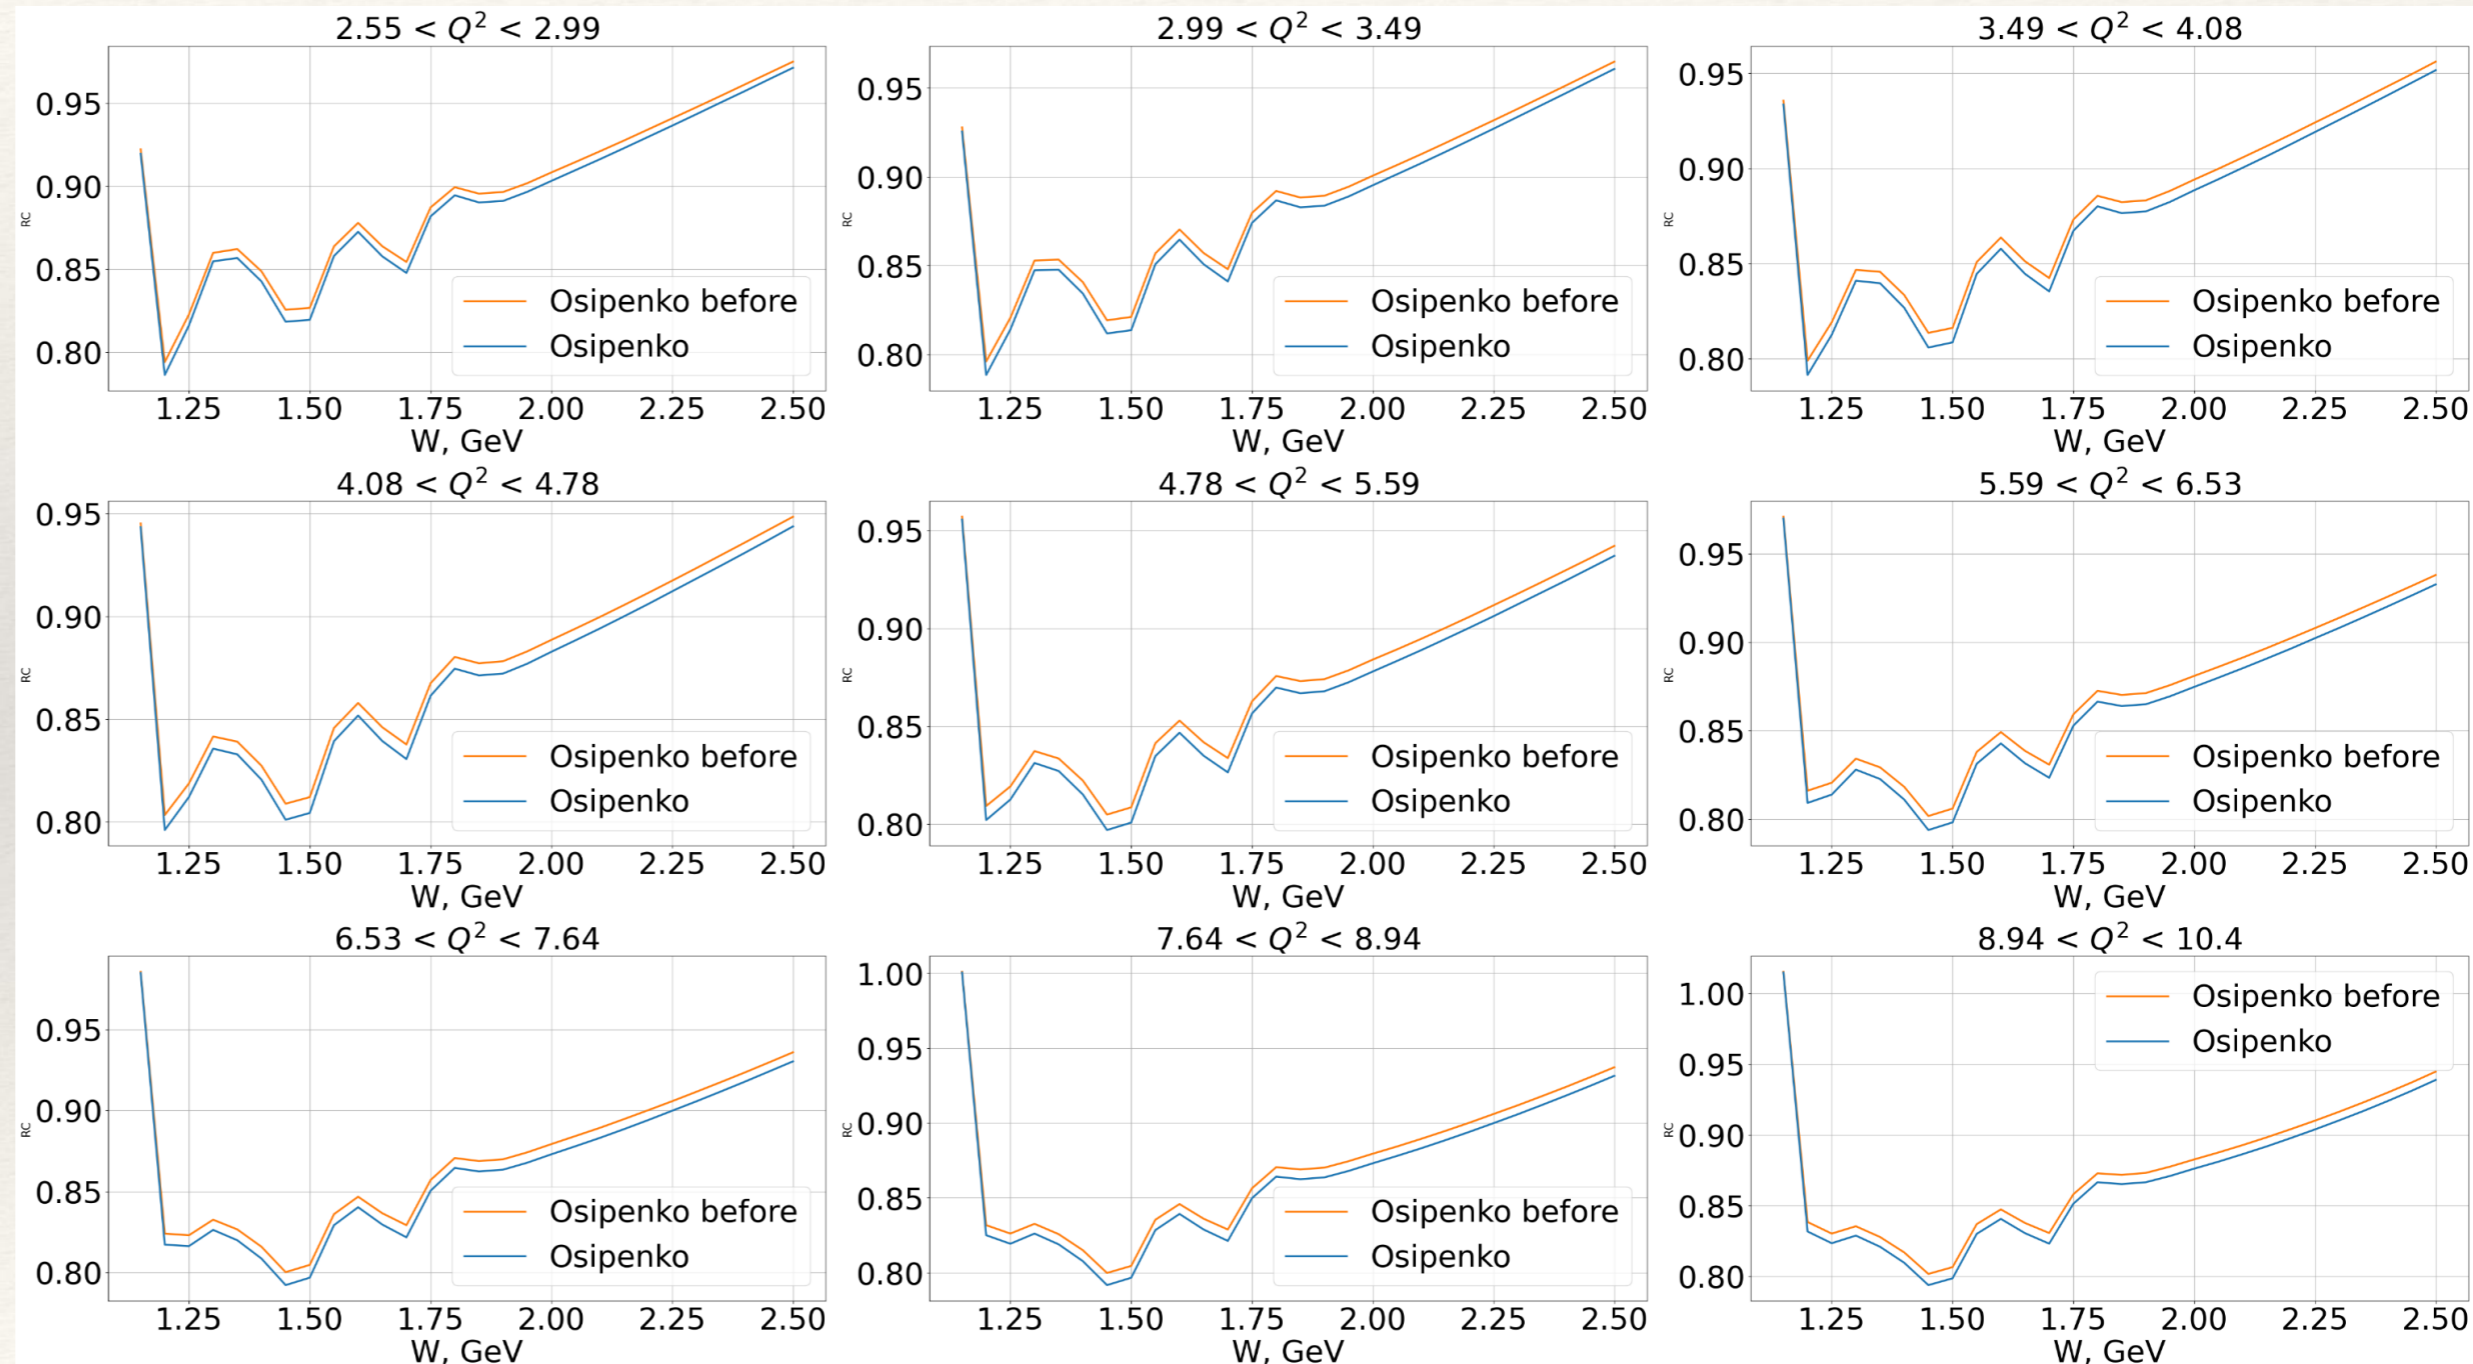 2.55 < Q² < 2.99
0.95
0.90
0.85
0.80
RC
Osipenko before
Osipenko
1.25 1.50 1.75 2.00 2.25 2.50
W, GeV
2.99 < Q² < 3.49
0.95
0.90
0.85
0.80
RC
Osipenko before
Osipenko
1.25 1.50 1.75 2.00 2.25 2.50
W, GeV
3.49 < Q² < 4.08
0.95
0.90
0.85
0.80
RC
Osipenko before
Osipenko
1.25 1.50 1.75 2.00 2.25 2.50
W, GeV
4.08 < Q² < 4.78
0.95
0.90
0.85
0.80
RC
Osipenko before
Osipenko
1.25 1.50 1.75 2.00 2.25 2.50
W, GeV
4.78 < Q² < 5.59
0.95
0.90
0.85
0.80
RC
Osipenko before
Osipenko
1.25 1.50 1.75 2.00 2.25 2.50
W, GeV
5.59 < Q² < 6.53
0.95
0.90
0.85
0.80
RC
Osipenko before
Osipenko
1.25 1.50 1.75 2.00 2.25 2.50
W, GeV
6.53 < Q² < 7.64
0.95
0.90
0.85
0.80
RC
Osipenko before
Osipenko
1.25 1.50 1.75 2.00 2.25 2.50
W, GeV
7.64 < Q² < 8.94
1.00
0.95
0.90
0.85
0.80
RC
Osipenko before
Osipenko
1.25 1.50 1.75 2.00 2.25 2.50
W, GeV
8.94 < Q² < 10.4
1.00
0.95
0.90
0.85
0.80
RC
Osipenko before
Osipenko
1.25 1.50 1.75 2.00 2.25 2.50
W, GeV